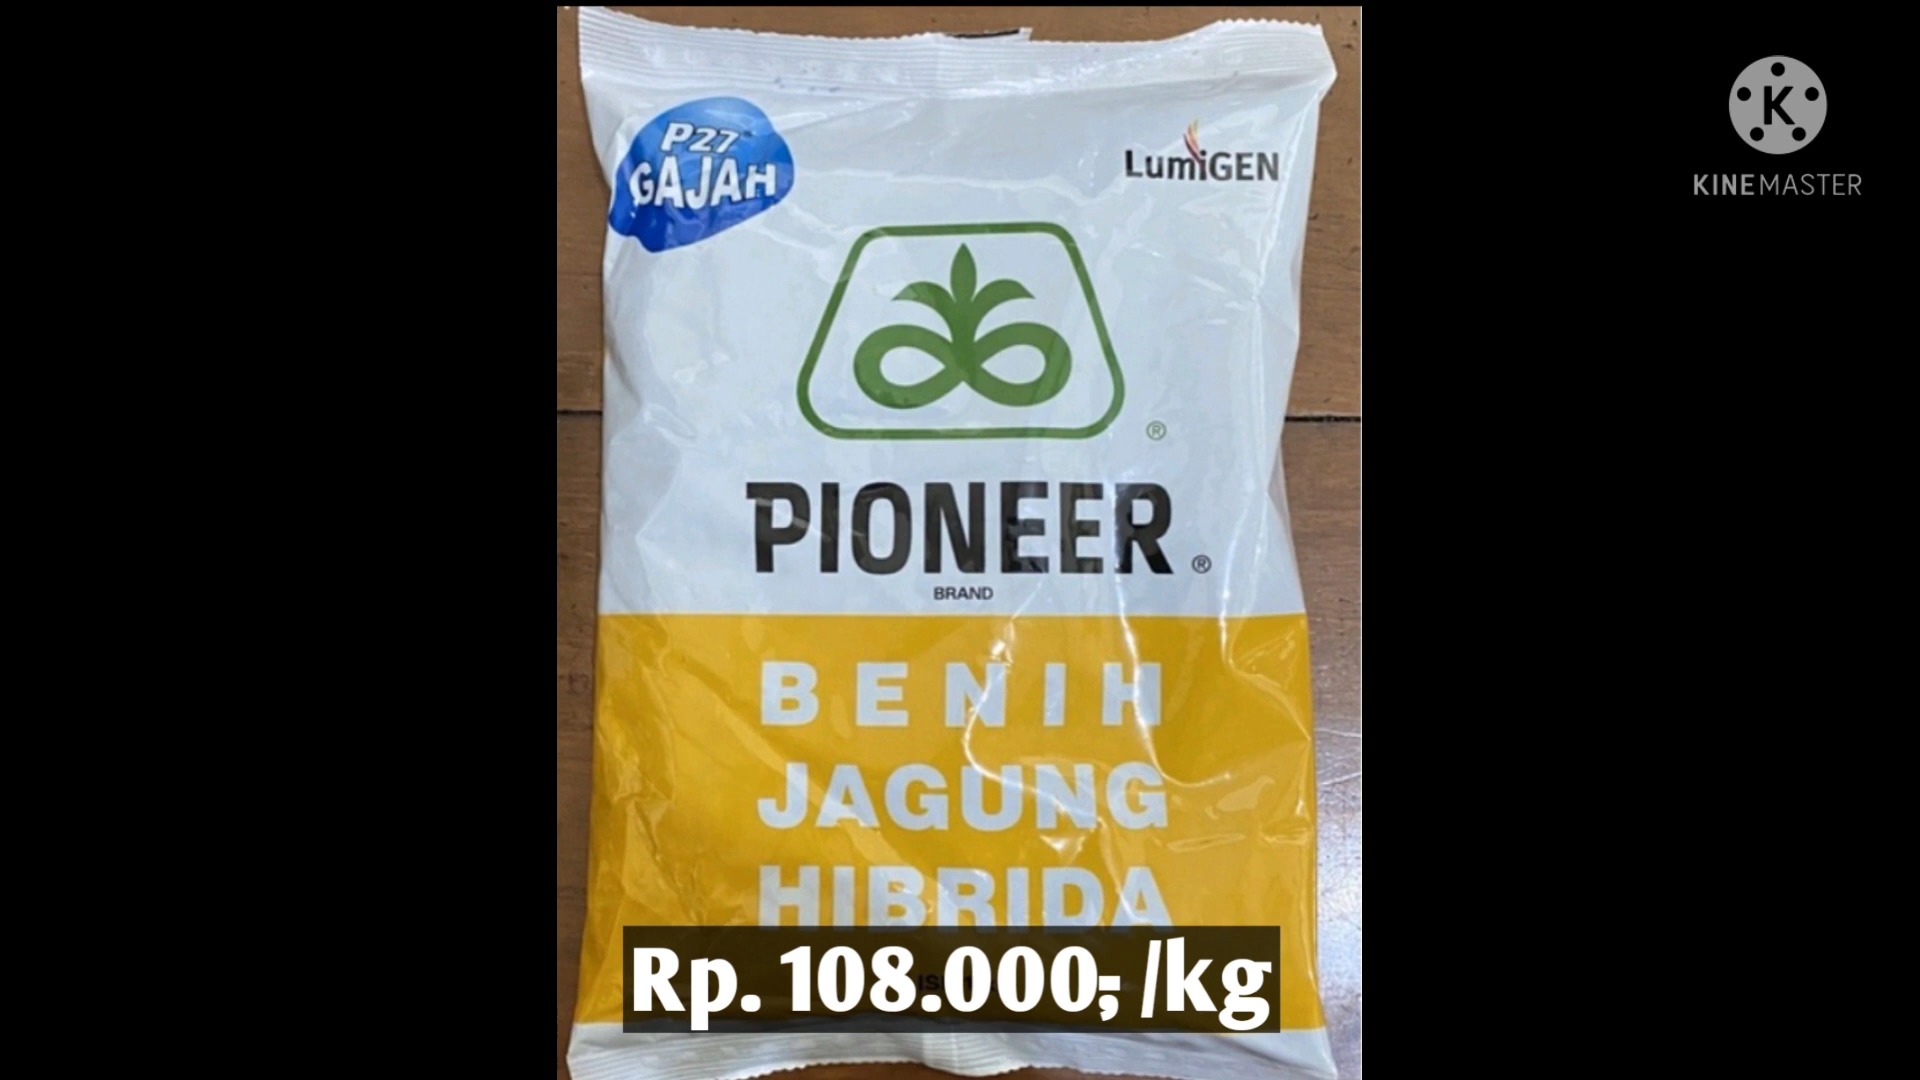 P27
GAJAH
LumiGEN
K
KINEMASTER
®
PIONEER ®
BRAND
BENIH
JAGUNG
HIBRIDA
Rp. 108.000,- /kg